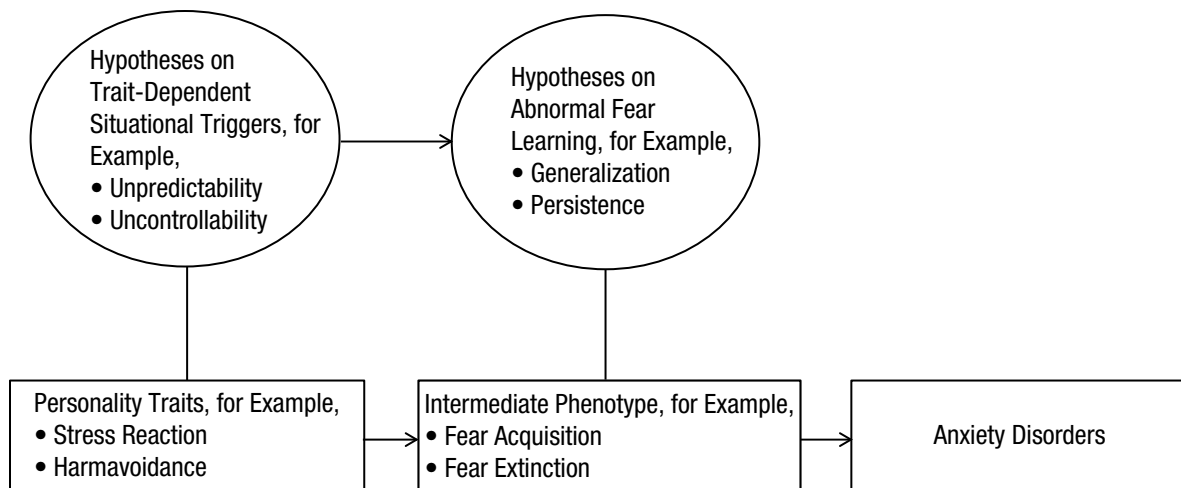 Hypotheses on
Trait-Dependent
Situational Triggers, for
Example,
• Unpredictability
• Uncontrollability
Hypotheses on
Abnormal Fear
Learning, for Example,
• Generalization
• Persistence
Personality Traits, for Example,
• Stress Reaction
• Harmavoidance
Intermediate Phenotype, for Example,
• Fear Acquisition
• Fear Extinction
Anxiety Disorders